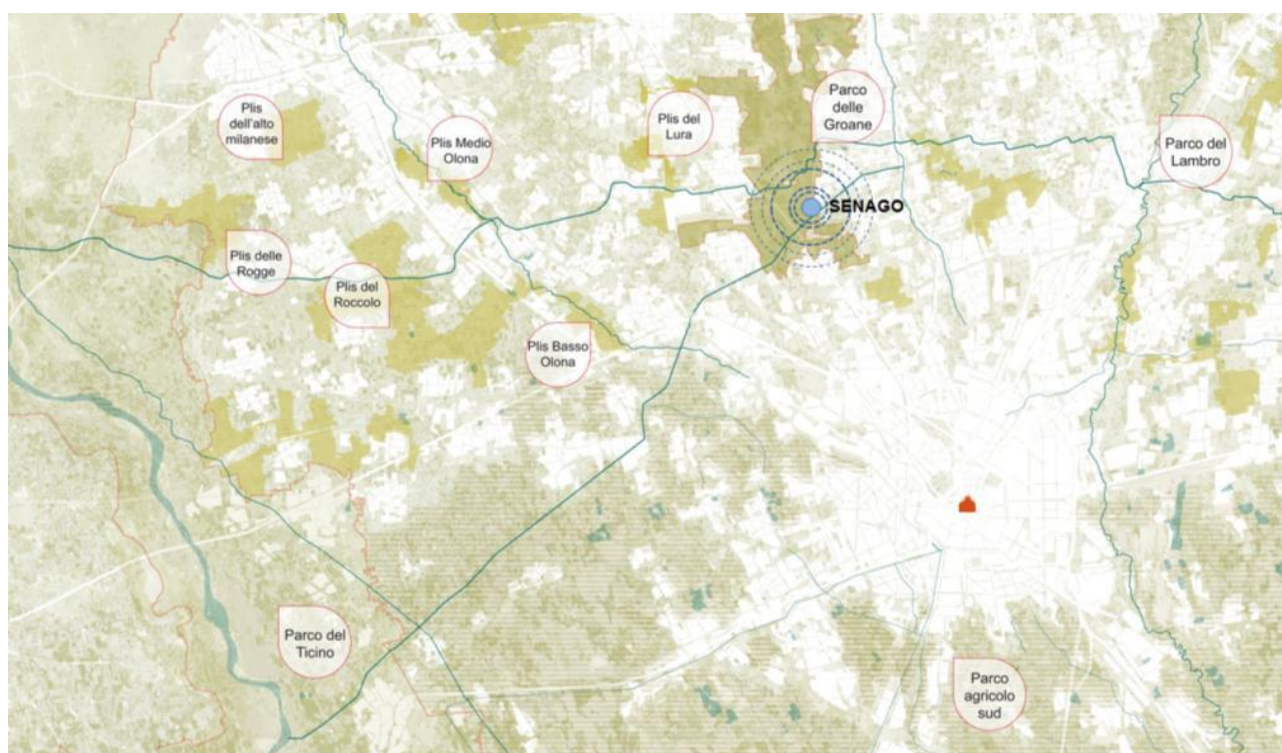 Plis
dell'alto
milanese
Plis Medio
Olona
Plis del
Lura
Parco
delle
Groane
Parco del
Lambro
SENAGO
Plis delle
Rogge
Plis del
Roccolo
Plis Basso
Olona
Parco del
Ticino
Parco
agricolo
sud